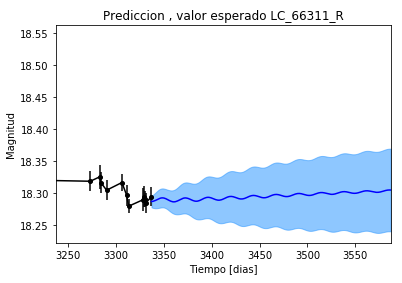 Prediccion , valor esperado LC_66311_R
Magnitud
18.55
18.50
18.45
18.40
18.35
18.30
18.25
3250 3300 3350 3400 3450 3500 3550
Tiempo [dias]